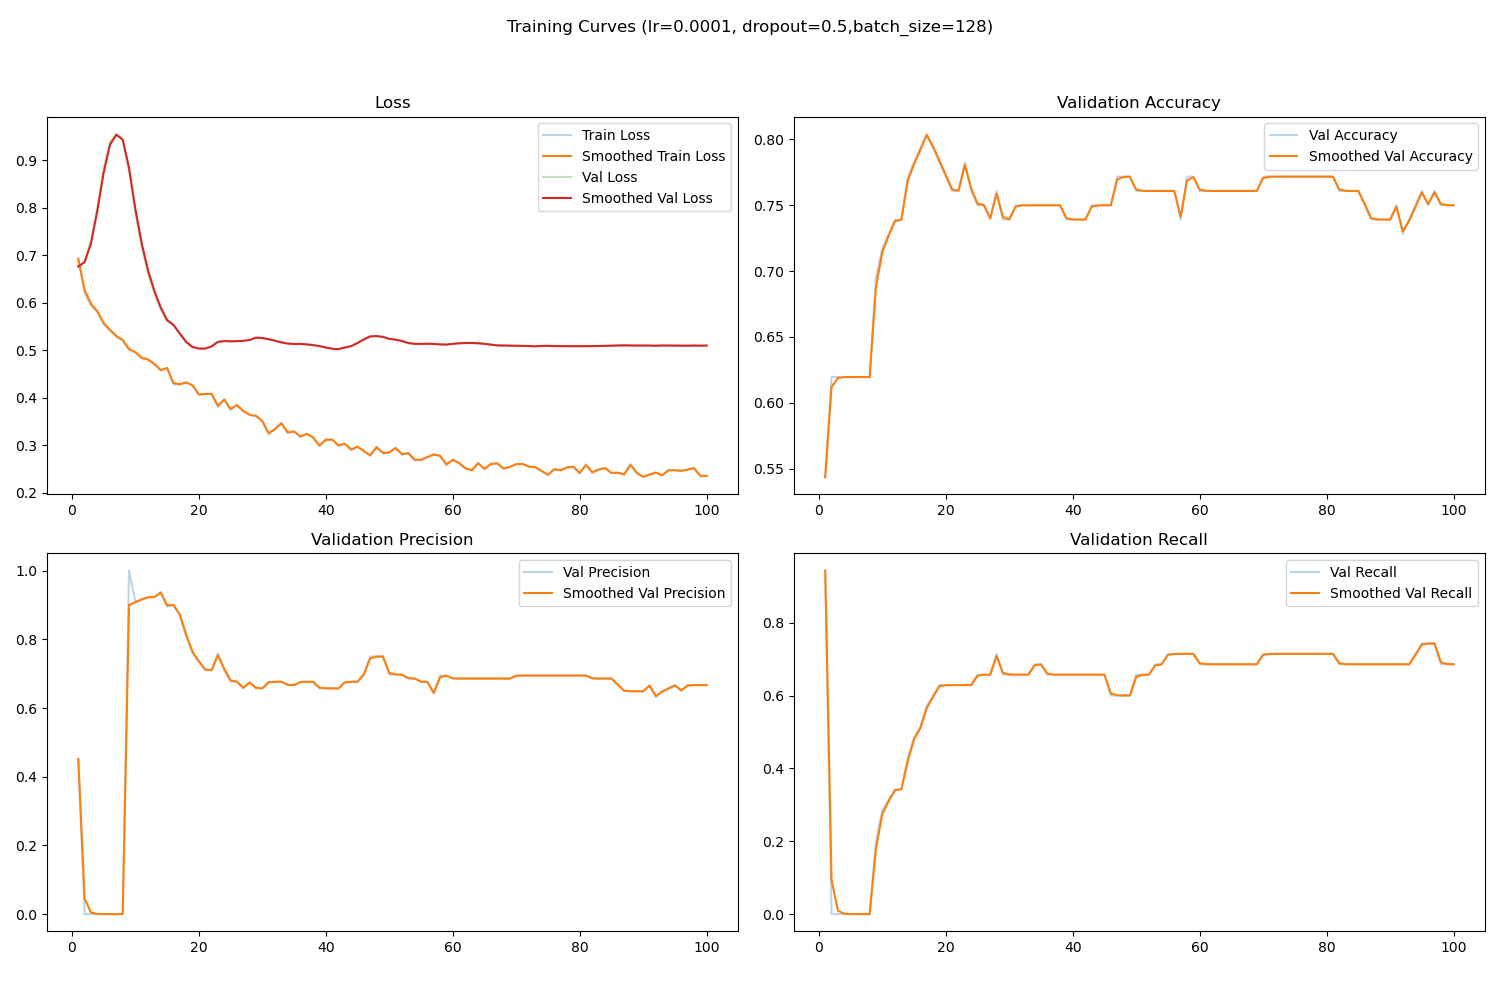 Training Curves (lr=0.0001, dropout=0.5,batch_size=128)
Loss
Train Loss
Smoothed Train Loss
Val Loss
Smoothed Val Loss
0.9
0.8
0.7
0.6
0.5
0.4
0.3
0.2
0 20 40 60 80 100
Validation Accuracy
Val Accuracy
Smoothed Val Accuracy
0.80
0.75
0.70
0.65
0.60
0.55
0 20 40 60 80 100
Validation Precision
Val Precision
Smoothed Val Precision
1.0
0.8
0.6
0.4
0.2
0.0
0 20 40 60 80 100
Validation Recall
Val Recall
Smoothed Val Recall
0.8
0.6
0.4
0.2
0.0
0 20 40 60 80 100